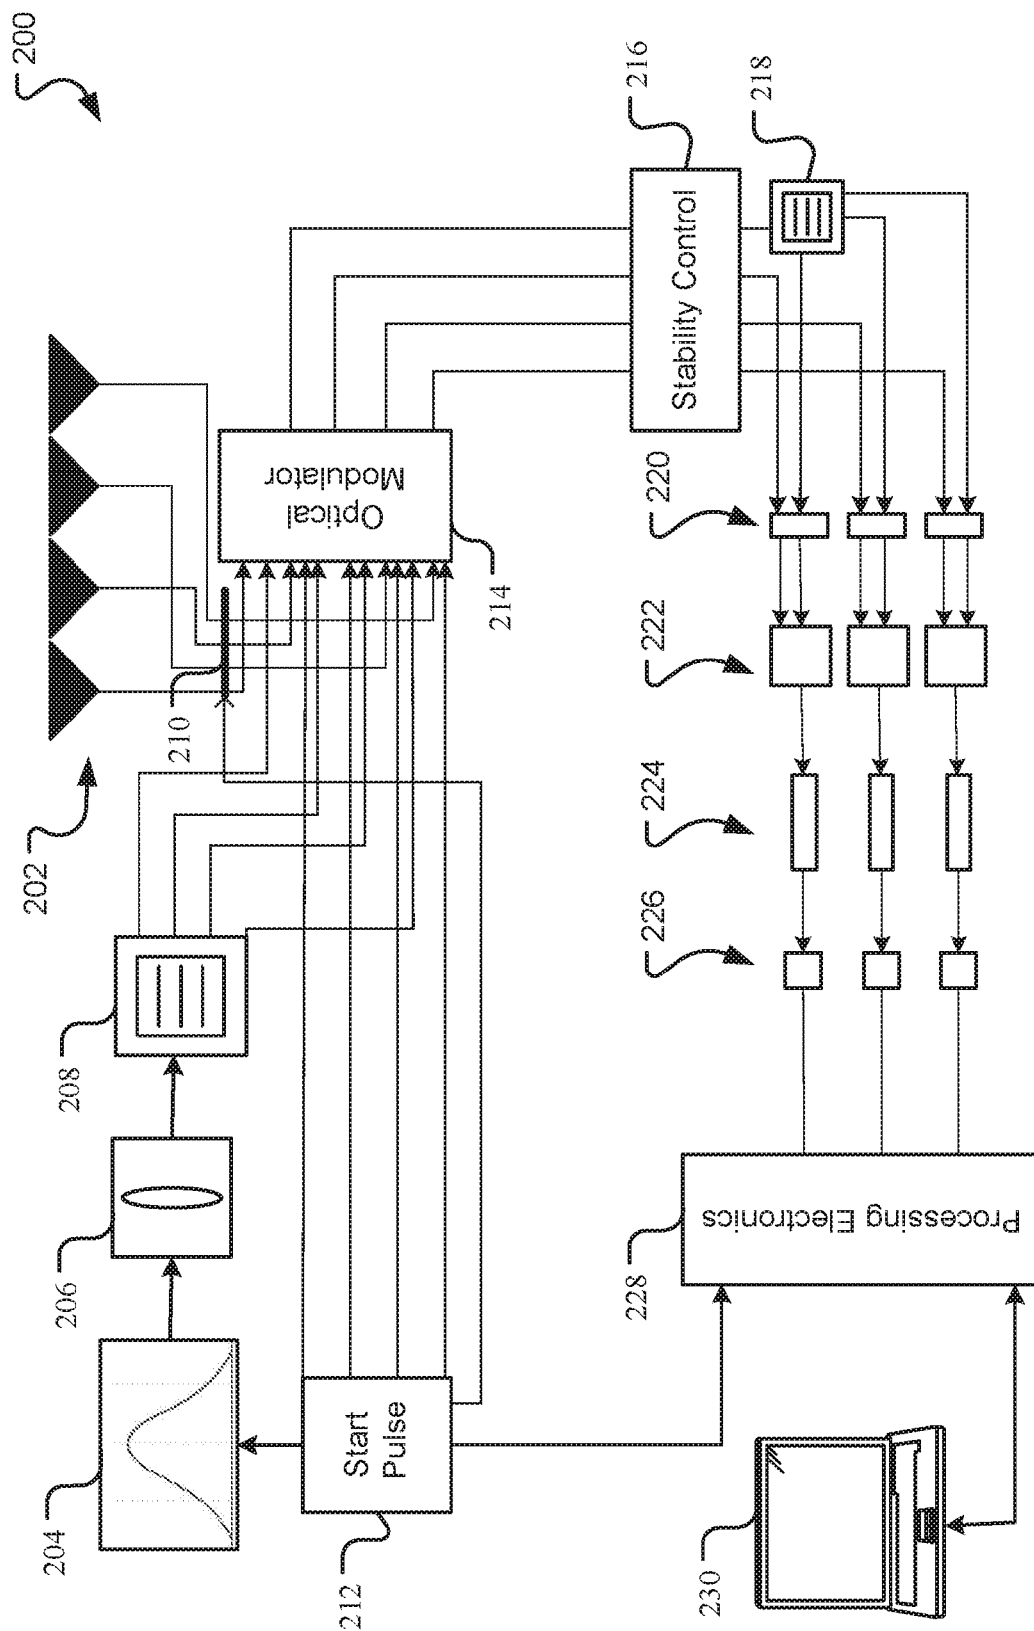 200
202
204
206
208
210
212
Start
Pulse
214
Optical
Modulator
216
Stability Control
218
220
222
224
226
228
Processing Electronics
230